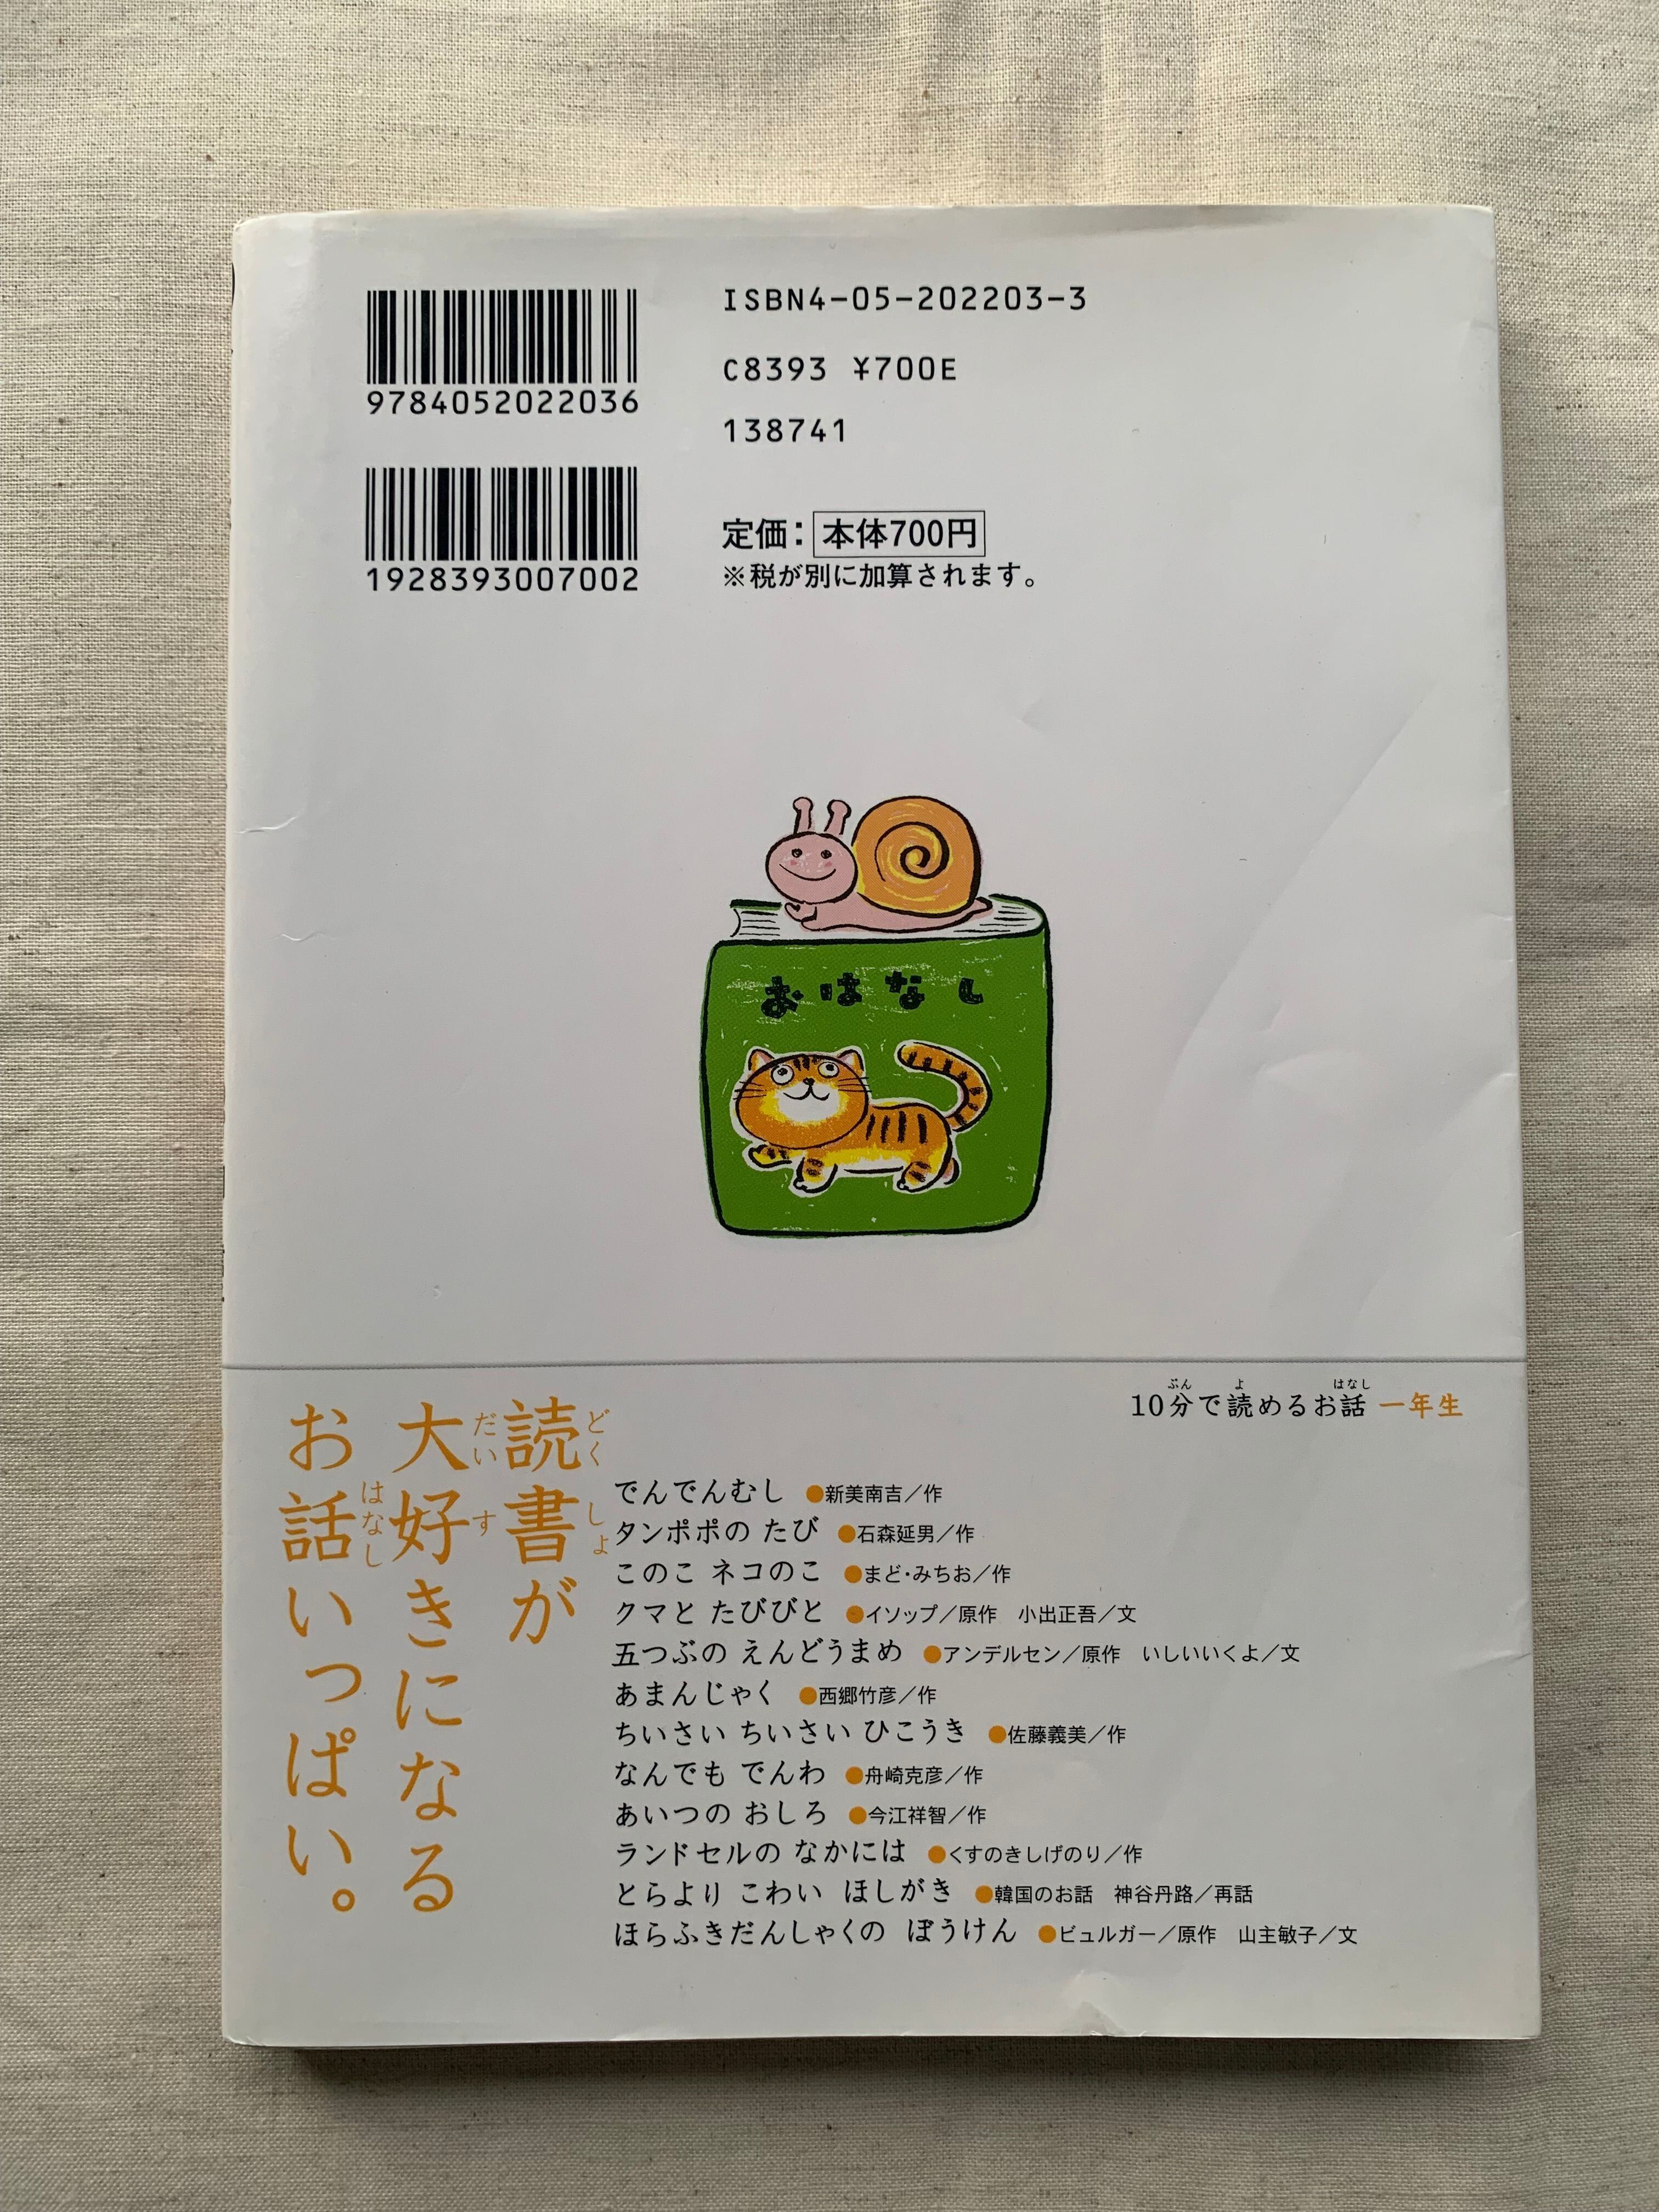 9784052022036
1928393007002
ISBN4-05-202203-3
C8393 ¥700E
138741
定価：本体700円
※税が別に加算されます。
おはなし
10分で読めるお話 一年生
読書が
大好きになる
お話いっぱい。
でんでんむし ●新美南吉／作
タンポポの たび ●石森延男／作
このこ ネコのこ ●まど・みちお／作
クマと たびびと ●イソップ／原作 小出正吾／文
五つぶの えんどうまめ ●アンデルセン／原作 いしいいくよ／文
あまんじゃく ●西郷竹彦／作
ちいさい ちいさい ひこうき ●佐藤義美／作
なんでも でんわ ●舟崎克彦／作
あいつの おしろ ●今江祥智／作
ランドセルの なかには ●くすのきしげのり／作
とらより こわい ほしがき ●韓国のお話 神谷丹路／再話
ほらふきだんしゃくの ぼうけん ●ビュルガー／原作 山主敏子／文